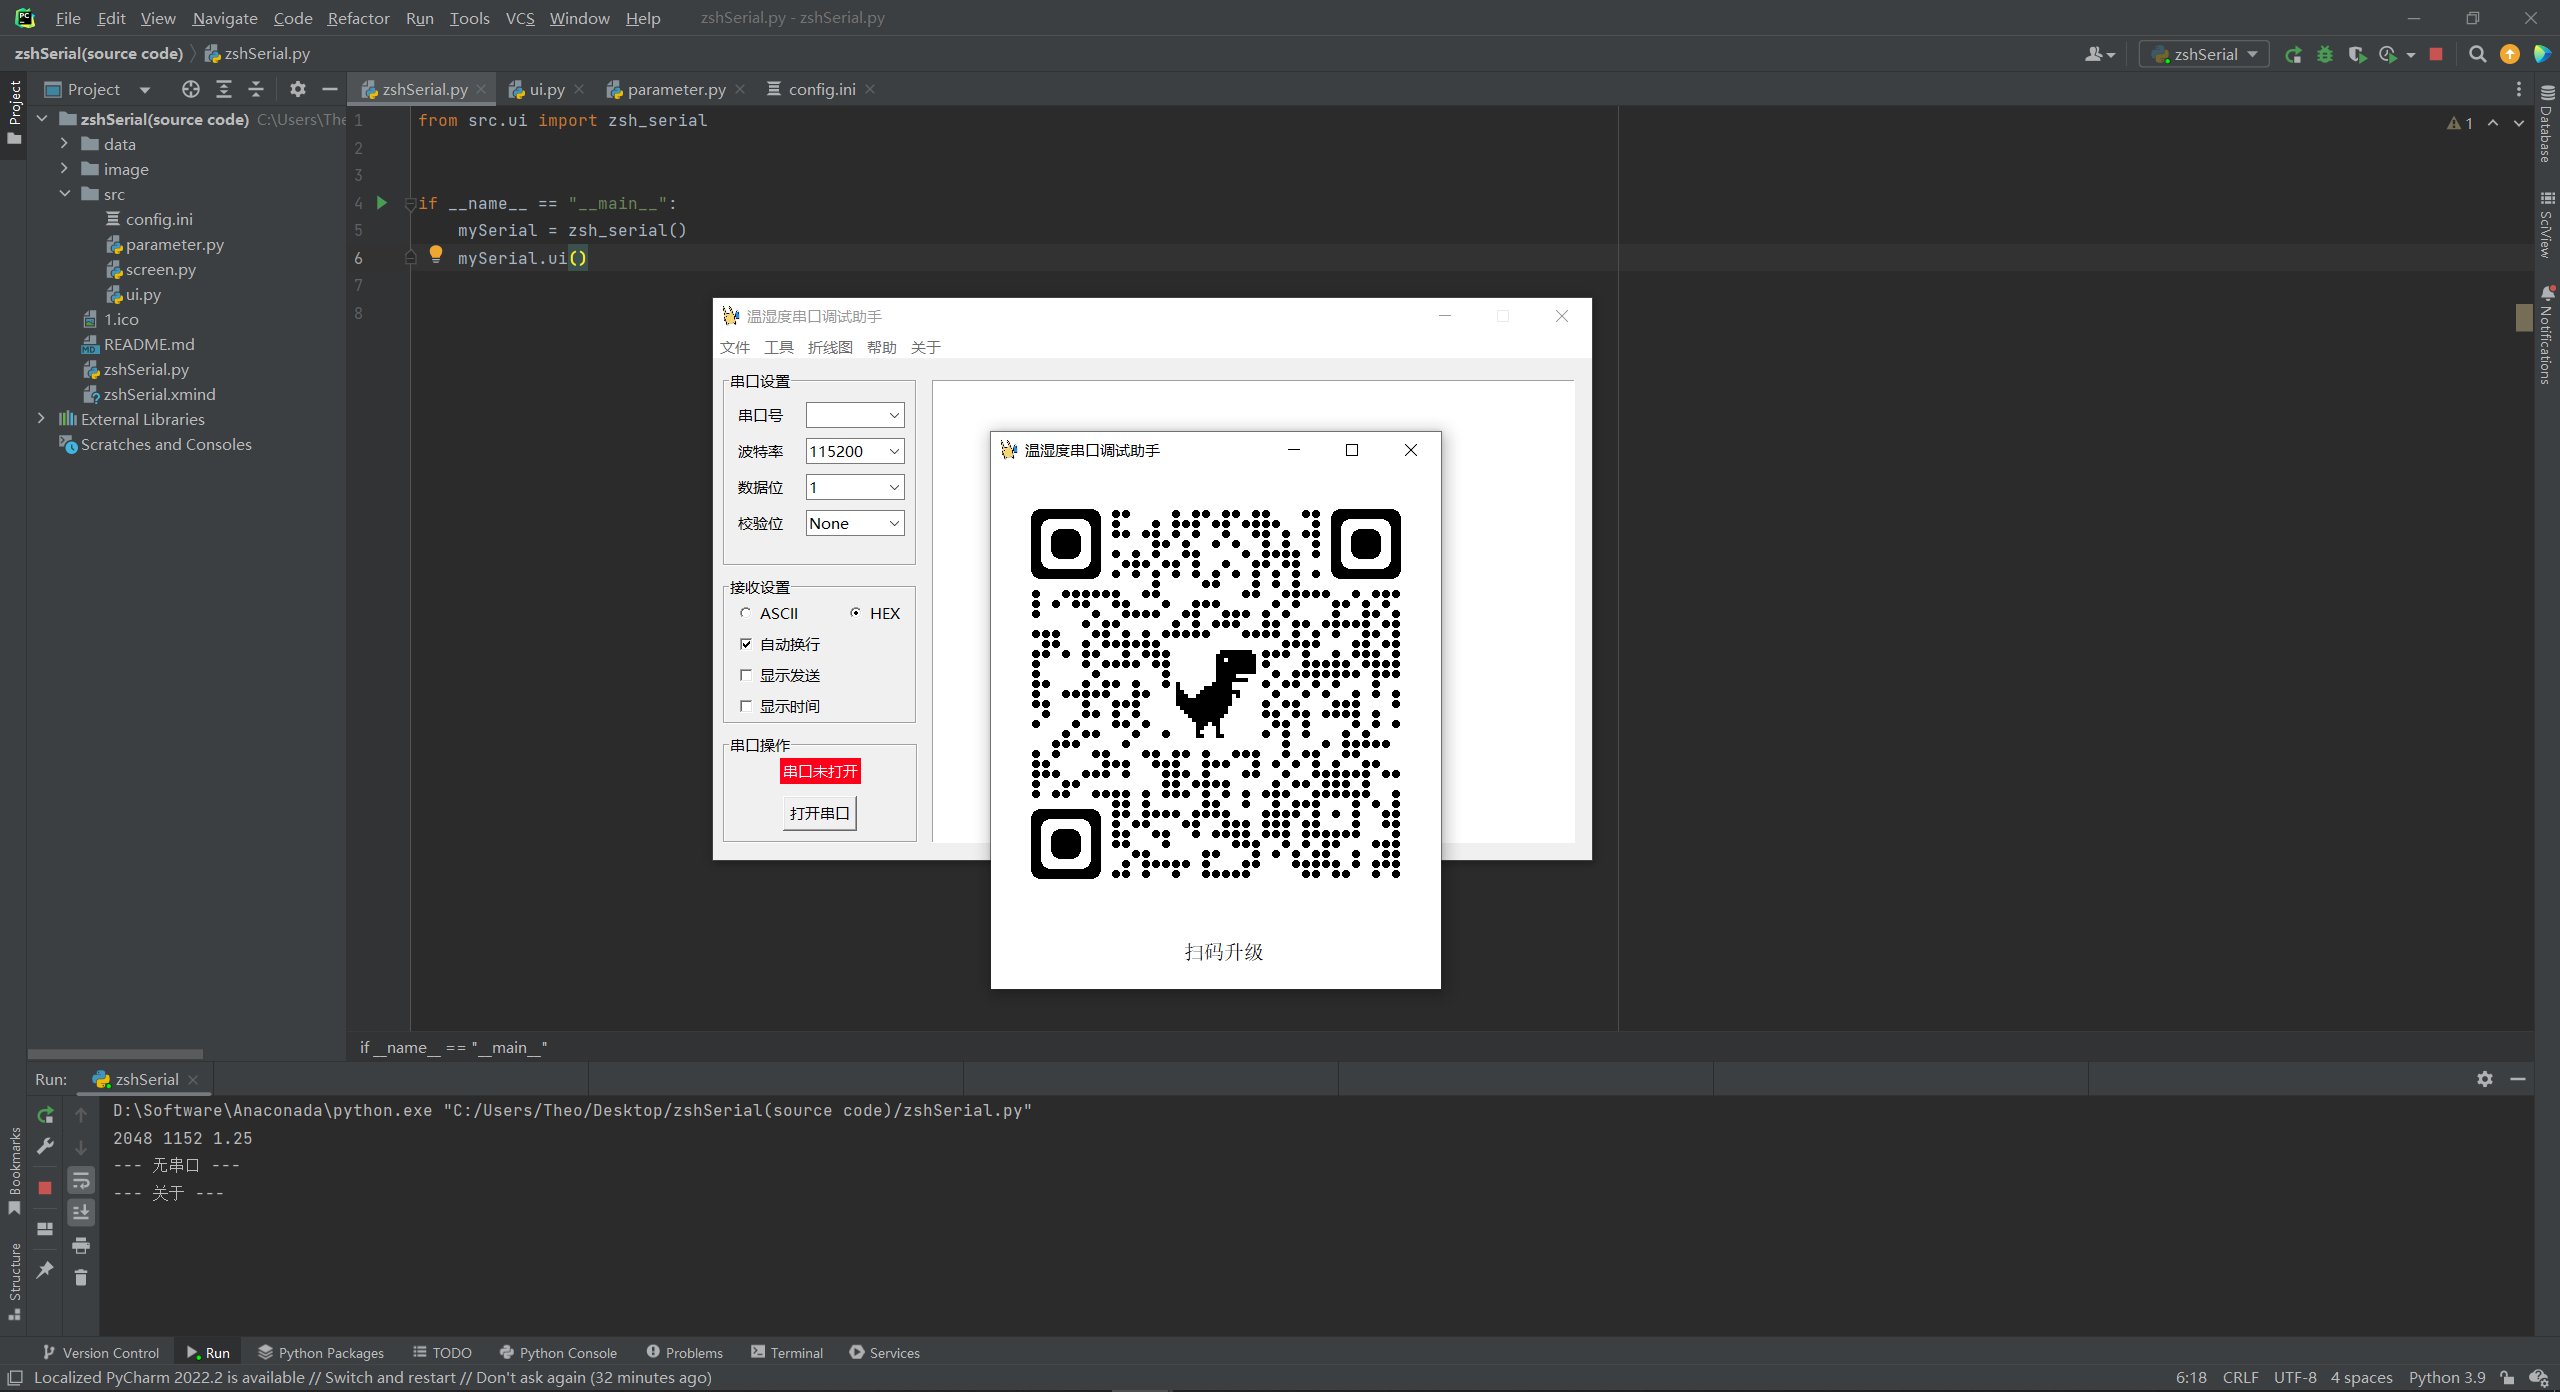 File Edit View Navigate Code Refactor Run Tools VCS Window Help zshSerial.py - zshSerial.py
zshSerial(source code) zshSerial.py
zshSerial
Project
zshSerial.py
ui.py
parameter.py
config.ini
Project
zshSerial(source code) C:\Users\The
data
image
src
config.ini
parameter.py
screen.py
ui.py
1.ico
README.md
zshSerial.py
zshSerial.xmind
External Libraries
Scratches and Consoles
1 from src.ui import zsh_serial
2
3
4 if __name__ == "__main__":
5 mySerial = zsh_serial()
6 mySerial.ui()
7
8
1
Database
SciView
Notifications
温湿度串口调试助手
文件 工具 折线图 帮助 关于
串口设置
串口号
波特率 115200
数据位 1
校验位 None
接收设置
ASCII HEX
自动换行
显示发送
显示时间
串口操作
串口未打开
打开串口
温湿度串口调试助手
扫码升级
if __name__ == "__main__"
Run: zshSerial
D:\Software\Anaconada\python.exe "C:/Users/Theo/Desktop/zshSerial(source code)/zshSerial.py"
2048 1152 1.25
--- 无串口 ---
--- 关于 ---
Bookmarks
Structure
Version Control Run Python Packages TODO Python Console Problems Terminal Services
Localized PyCharm 2022.2 is available // Switch and restart // Don't ask again (32 minutes ago)
6:18 CRLF UTF-8 4 spaces Python 3.9